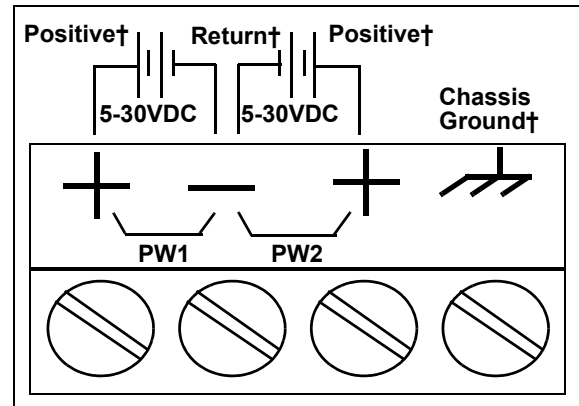 Positive† Return† Positive†
5-30VDC 5-30VDC
Chassis
Ground†
PW1 PW2